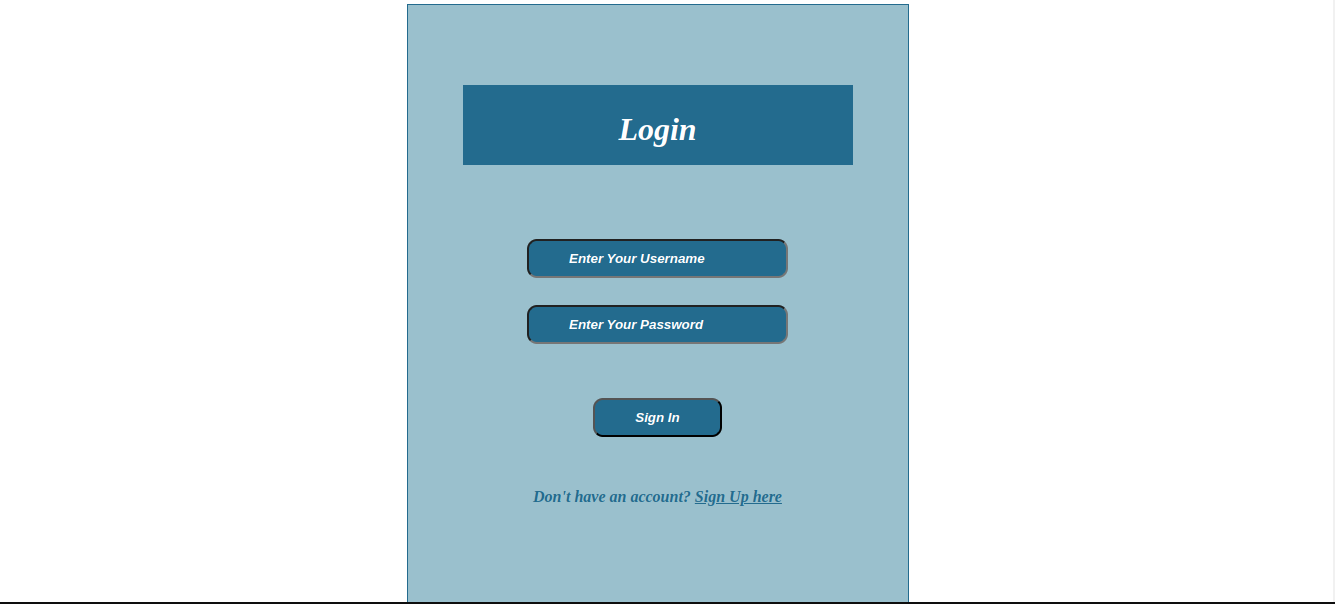 Login
Enter Your Username
Enter Your Password
Sign In
Don't have an account? Sign Up here